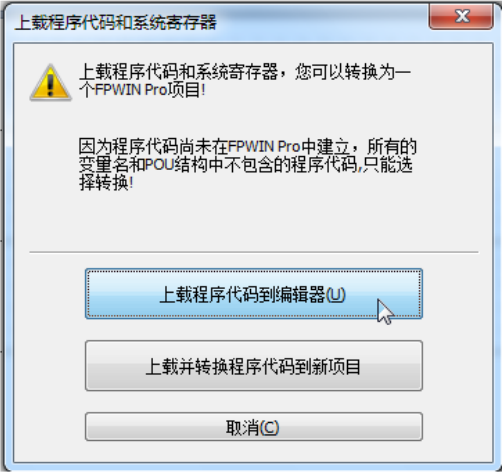 上载程序代码和系统寄存器
上载程序代码和系统寄存器，您可以转换为一
个FPWIN Pro项目!
因为程序代码尚未在FPWIN Pro中建立，所有的
变量名和POU结构中不包含的程序代码,只能选
择转换!
上载程序代码到编辑器(U)
上载并转换程序代码到新项目
取消(C)